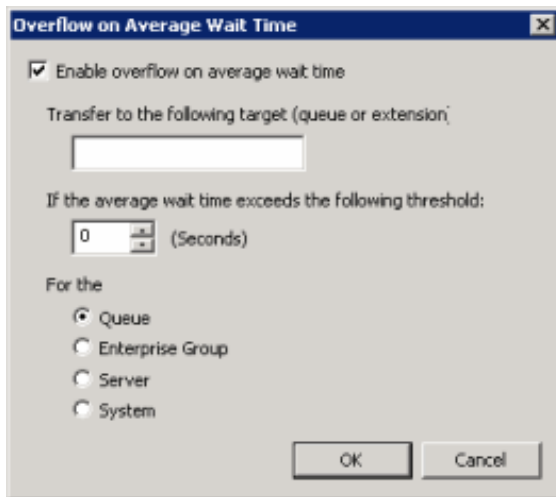 Overflow on Average Wait Time
Enable overflow on average wait time
Transfer to the following target (queue or extension)
If the average wait time exceeds the following threshold:
0 (Seconds)
For the
Queue
Enterprise Group
Server
System
OK Cancel